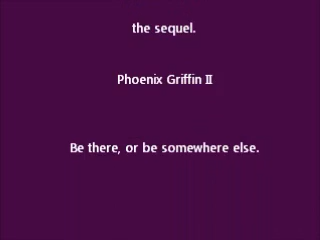 the sequel.
Phoenix Griffin II
Be there, or be somewhere else.